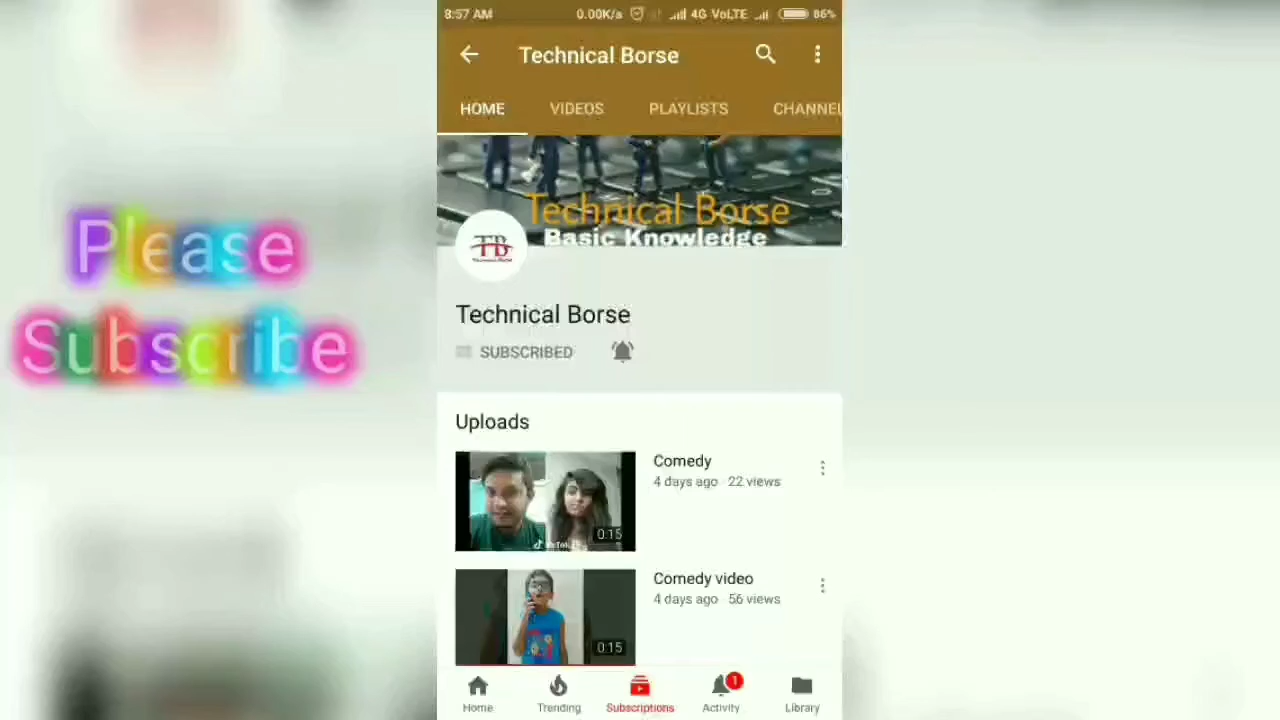 8:57 AM 0.00K/s 4G VoLTE 86%
Technical Borse
HOME VIDEOS PLAYLISTS CHANNEL
Technical Borse
Basic Knowledge
TB
Please
Subscribe
Technical Borse
SUBSCRIBED
Uploads
Comedy
4 days ago · 22 views
0:15
Comedy video
4 days ago · 56 views
0:15
1
Home Trending Subscriptions Activity Library